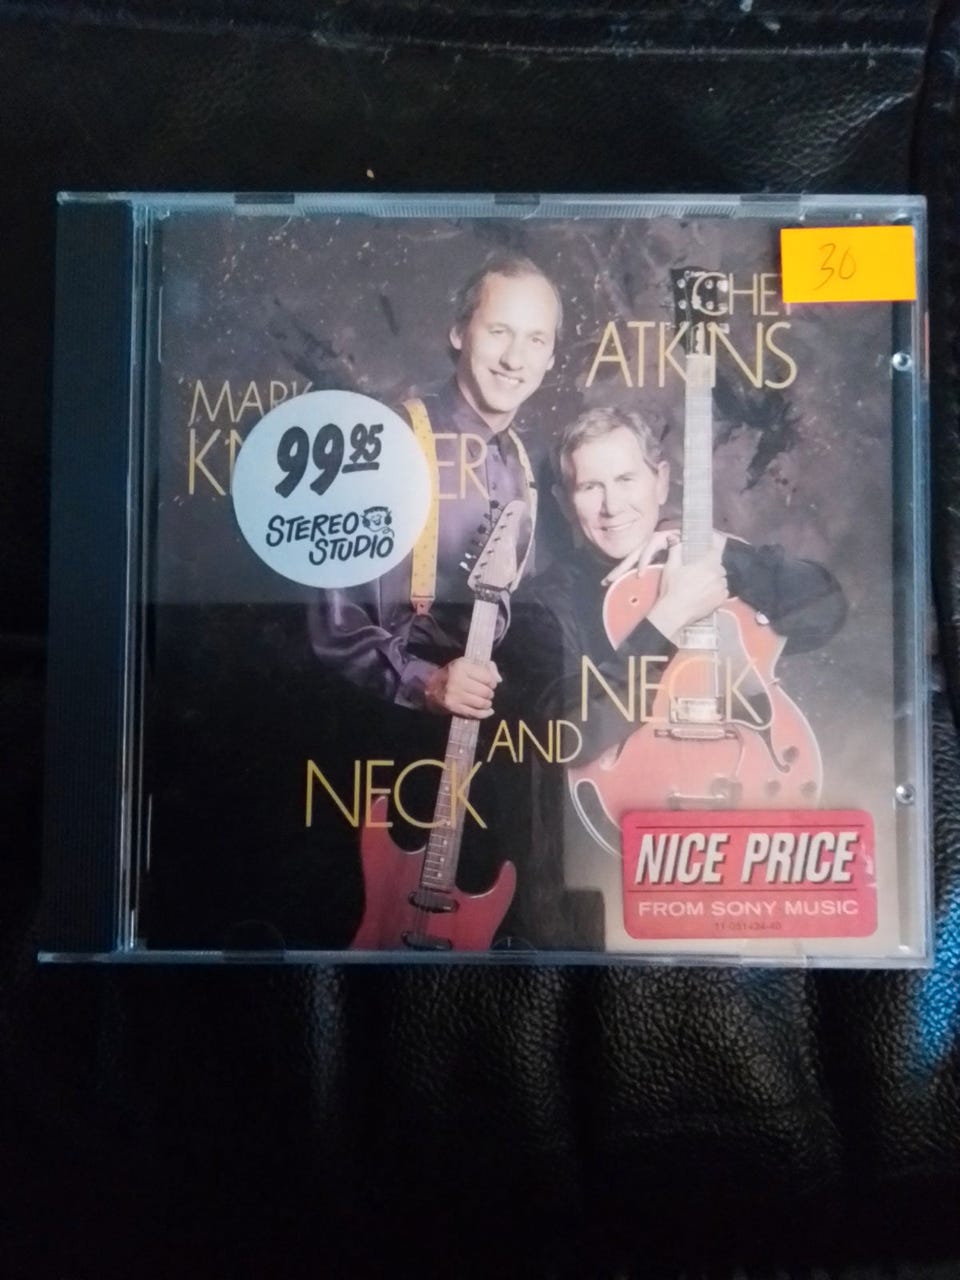 30
CHET
ATKINS
MARK
99 95
STEREO
STUDIO
NECK
AND
NECK
NICE PRICE
FROM SONY MUSIC